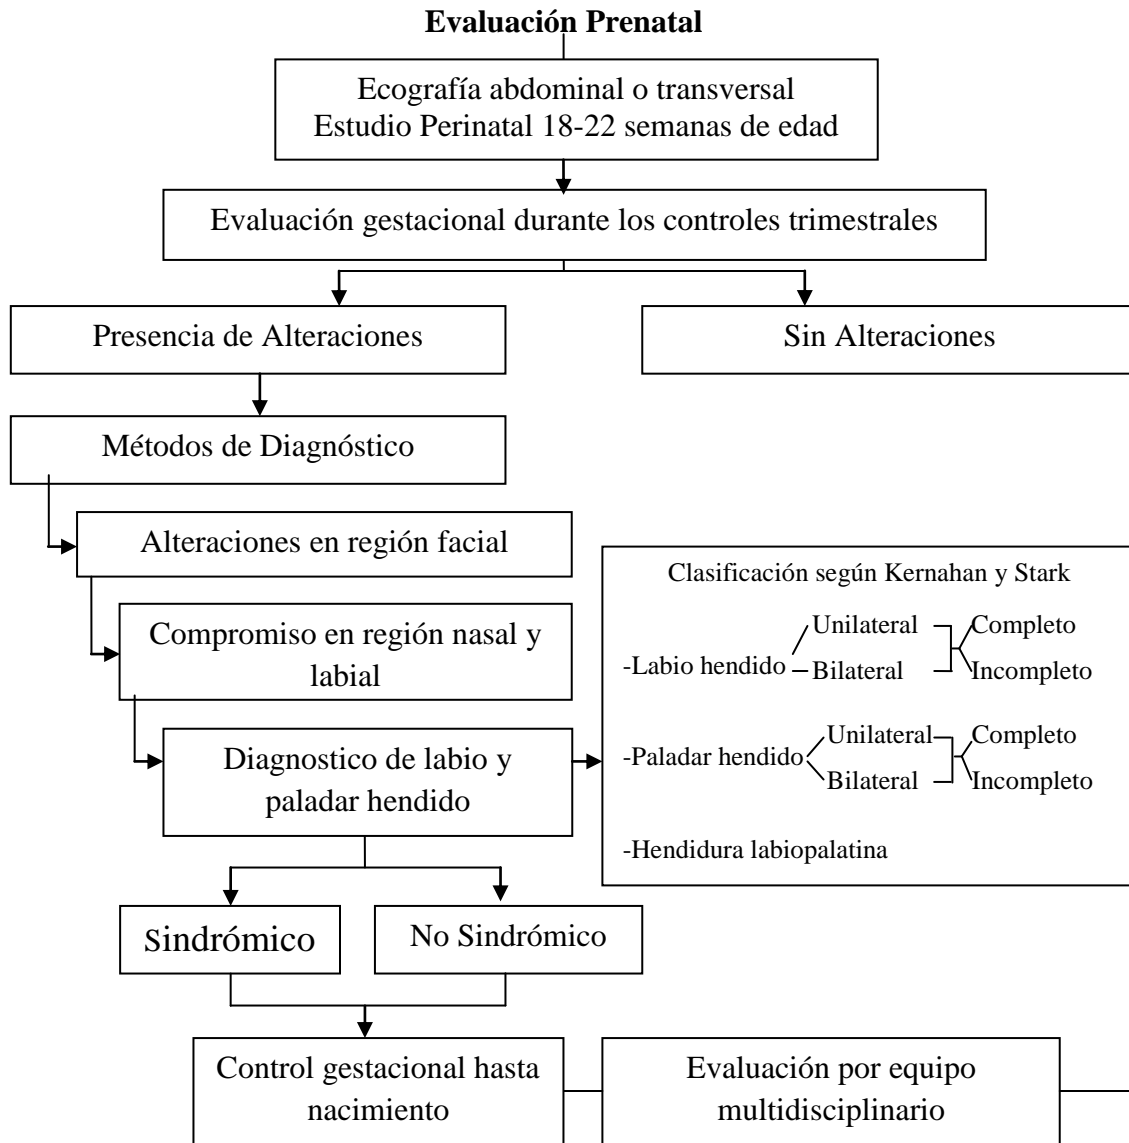 Evaluación Prenatal
Ecografía abdominal o transversal
Estudio Perinatal 18-22 semanas de edad
Evaluación gestacional durante los controles trimestrales
Presencia de Alteraciones
Sin Alteraciones
Métodos de Diagnóstico
Alteraciones en región facial
Compromiso en región nasal y
labial
Diagnostico de labio y
paladar hendido
Clasificación según Kernahan y Stark
-Labio hendido
Unilateral
Bilateral
Completo
Incompleto
-Paladar hendido
Unilateral
Bilateral
Completo
Incompleto
-Hendidura labiopalatina
Sindrómico
No Sindrómico
Control gestacional hasta
nacimiento
Evaluación por equipo
multidisciplinario